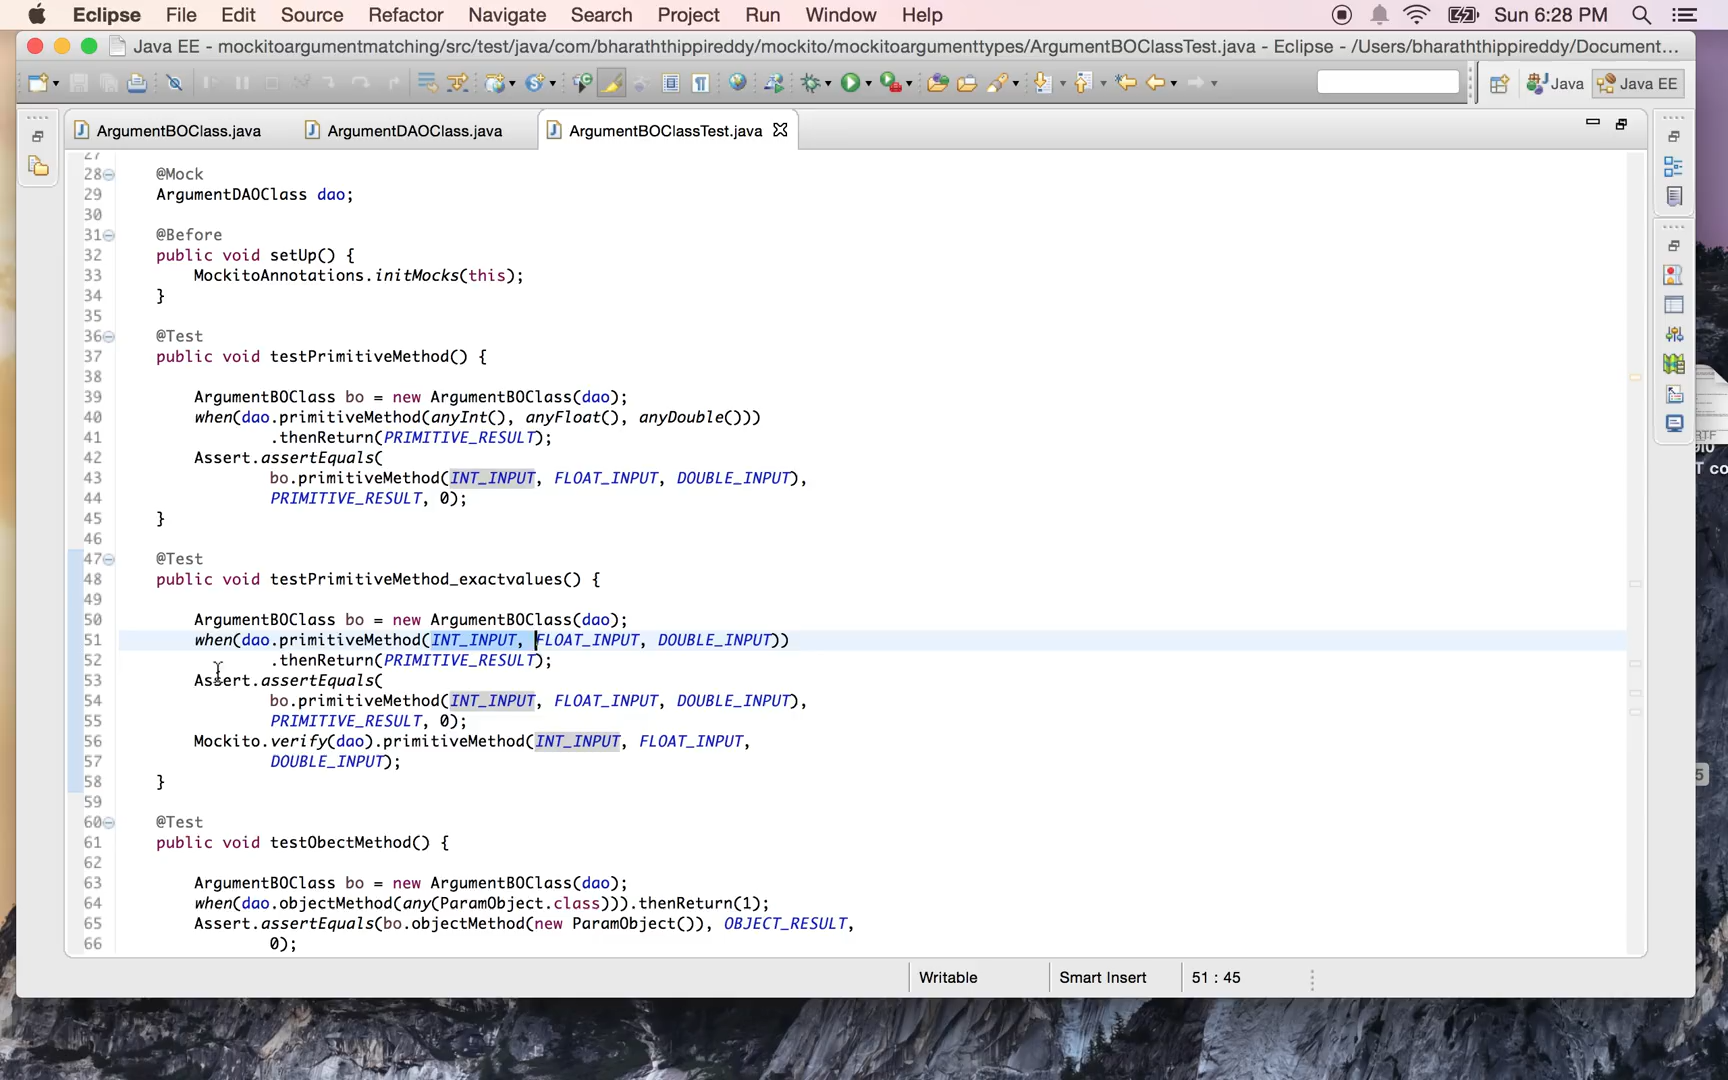 Eclipse File Edit Source Refactor Navigate Search Project Run Window Help Sun 6:28 PM
Java EE - mockitoargumentmatching/src/test/java/com/bharaththippireddy/mockito/mockitoargumenttypes/ArgumentBOClassTest.java - Eclipse - /Users/bharaththippireddy/Document...
Java Java EE
ArgumentBOClass.java ArgumentDAOClass.java ArgumentBOClassTest.java
27
28 @Mock
29 ArgumentDAOClass dao;
30
31 @Before
32 public void setUp() {
33 MockitoAnnotations.initMocks(this);
34 }
35
36 @Test
37 public void testPrimitiveMethod() {
38
39 ArgumentBOClass bo = new ArgumentBOClass(dao);
40 when(dao.primitiveMethod(anyInt(), anyFloat(), anyDouble()))
41 .thenReturn(PRIMITIVE_RESULT);
42 Assert.assertEquals(
43 bo.primitiveMethod(INT_INPUT, FLOAT_INPUT, DOUBLE_INPUT),
44 PRIMITIVE_RESULT, 0);
45 }
46
47 @Test
48 public void testPrimitiveMethod_exactvalues() {
49
50 ArgumentBOClass bo = new ArgumentBOClass(dao);
51 when(dao.primitiveMethod(INT_INPUT, FLOAT_INPUT, DOUBLE_INPUT))
52 .thenReturn(PRIMITIVE_RESULT);
53 Assert.assertEquals(
54 bo.primitiveMethod(INT_INPUT, FLOAT_INPUT, DOUBLE_INPUT),
55 PRIMITIVE_RESULT, 0);
56 Mockito.verify(dao).primitiveMethod(INT_INPUT, FLOAT_INPUT,
57 DOUBLE_INPUT);
58 }
59
60 @Test
61 public void testObectMethod() {
62
63 ArgumentBOClass bo = new ArgumentBOClass(dao);
64 when(dao.objectMethod(any(ParamObject.class))).thenReturn(1);
65 Assert.assertEquals(bo.objectMethod(new ParamObject()), OBJECT_RESULT,
66 0);
Writable Smart Insert 51 : 45